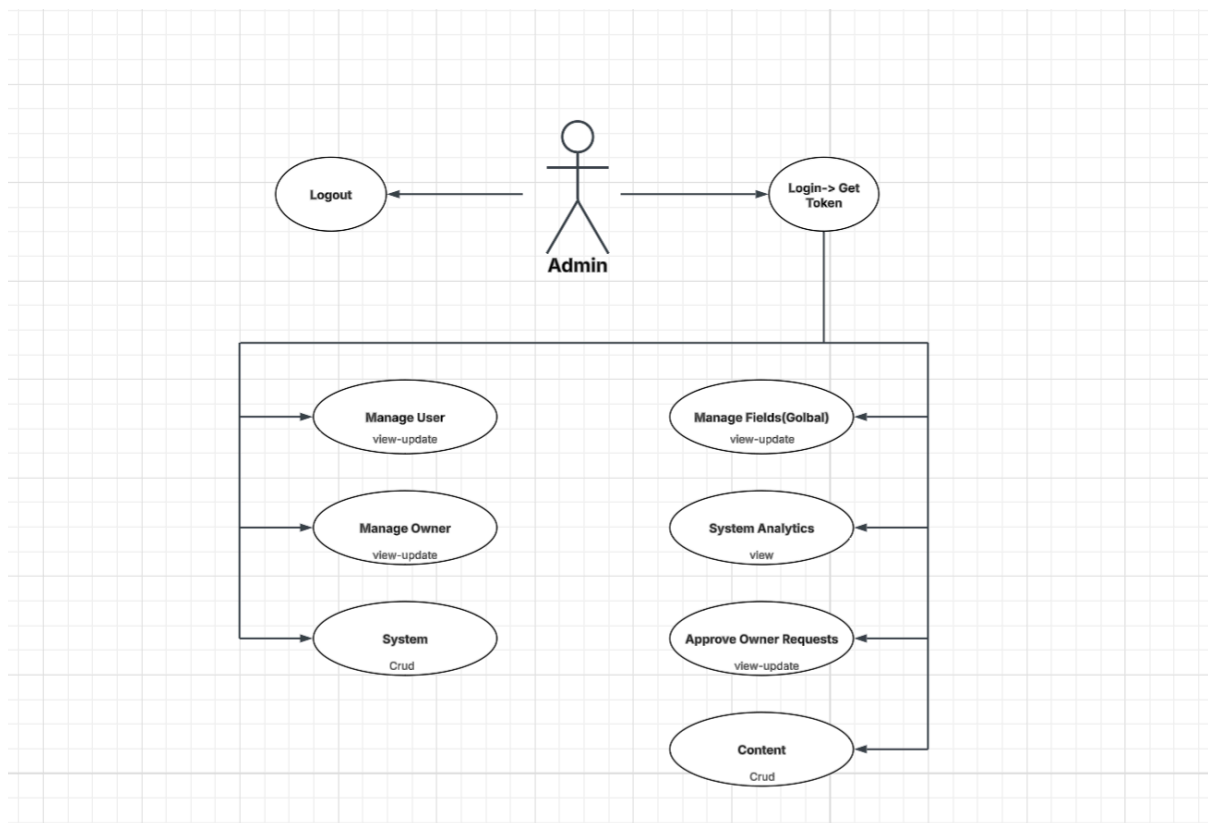 Logout
Login-> Get
Token
Admin
Manage User
view-update
Manage Fields(Golbal)
view-update
Manage Owner
view-update
System Analytics
view
System
Crud
Approve Owner Requests
view-update
Content
Crud